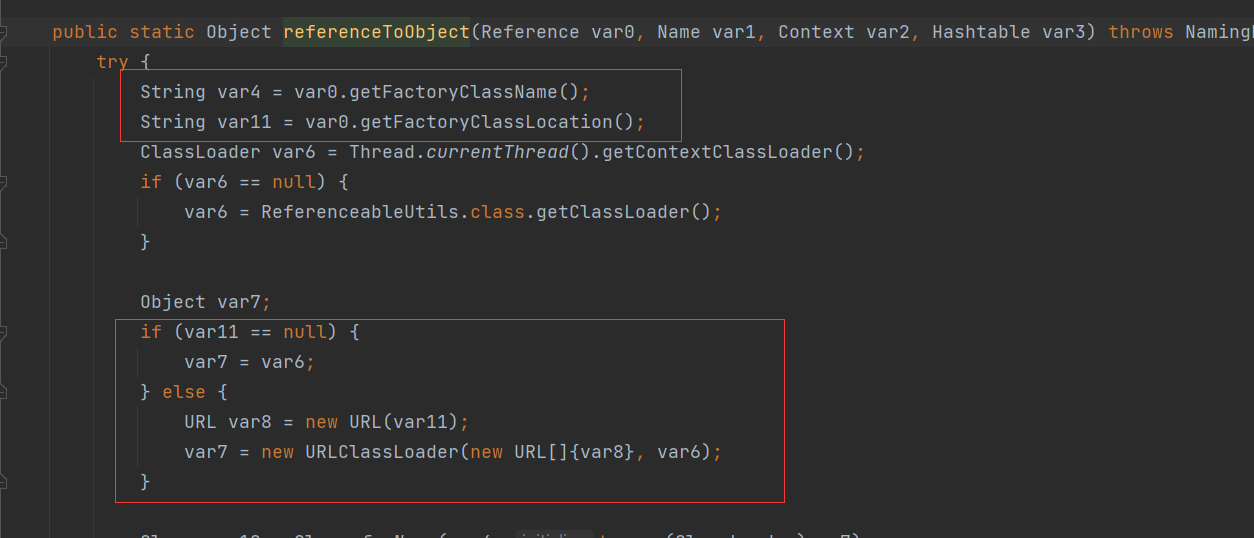 public static Object referenceToObject(Reference var0, Name var1, Context var2, Hashtable var3) throws Naming
try {
String var4 = var0.getFactoryClassName();
String var11 = var0.getFactoryClassLocation();
ClassLoader var6 = Thread.currentThread().getContextClassLoader();
if (var6 == null) {
var6 = ReferenceableUtils.class.getClassLoader();
}
Object var7;
if (var11 == null) {
var7 = var6;
} else {
URL var8 = new URL(var11);
var7 = new URLClassLoader(new URL[]{var8}, var6);
}